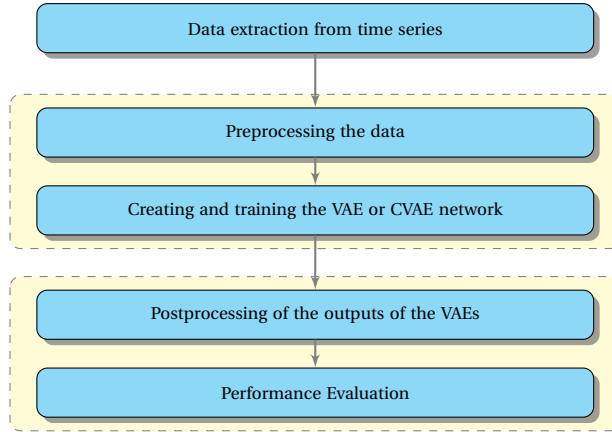 Data extraction from time series
Preprocessing the data
Creating and training the VAE or CVAE network
Postprocessing of the outputs of the VAEs
Performance Evaluation